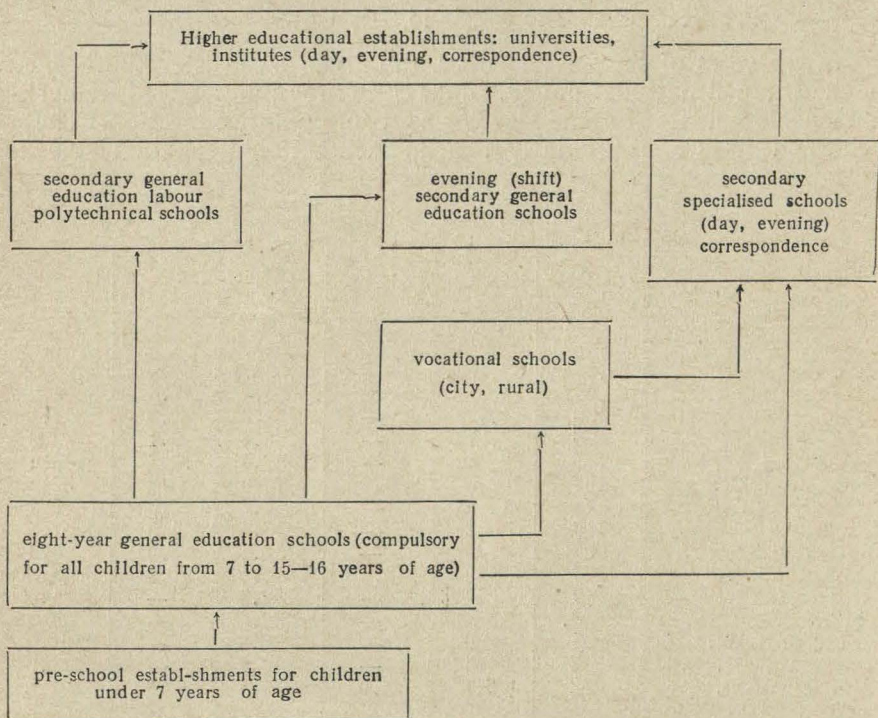 Higher educational establishments: universities,
institutes (day, evening, correspondence)
secondary general
education labour
polytechnical schools
evening (shift)
secondary general
education schools
secondary
specialised schools
(day, evening)
correspondence
vocational schools
(city, rural)
eight-year general education schools (compulsory
for all children from 7 to 15—16 years of age)
pre-school establ-shments for children
under 7 years of age